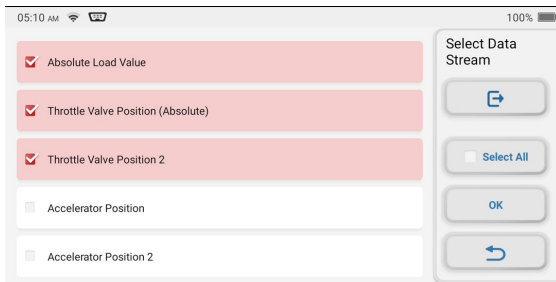 05:10 AM
100%
Absolute Load Value
Throttle Valve Position (Absolute)
Throttle Valve Position 2
Accelerator Position
Accelerator Position 2
Select Data
Stream
Select All
OK